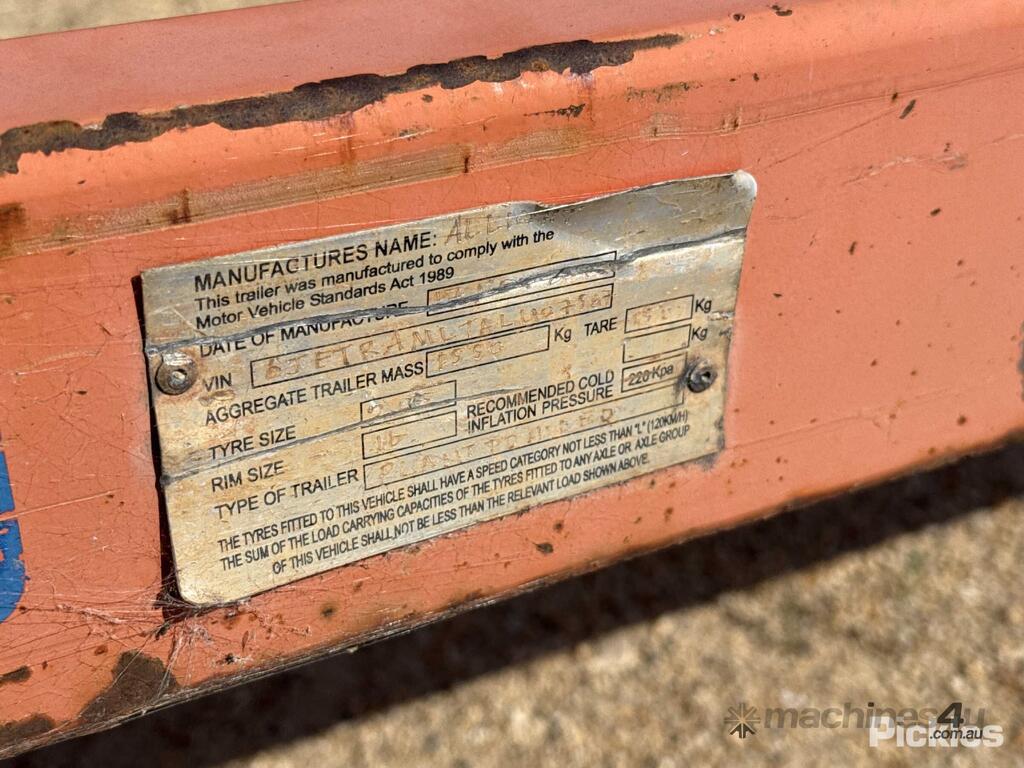 MANUFACTURES NAME:
This trailer was manufactured to comply with the
Motor Vehicle Standards Act 1989
DATE OF MANUFACTURE
VIN
AGGREGATE TRAILER MASS Kg TARE Kg
TYRE SIZE RECOMMENDED COLD INFLATION PRESSURE Kg 220 Kpa
RIM SIZE 16
TYPE OF TRAILER PLANT TRAILER
THE TYRES FITTED TO THIS VEHICLE SHALL HAVE A SPEED CATEGORY NOT LESS THAN "L" (120KM/H)
THE SUM OF THE LOAD CARRYING CAPACITIES OF THE TYRES FITTED TO ANY AXLE OR AXLE GROUP
OF THIS VEHICLE SHALL NOT BE LESS THAN THE RELEVANT LOAD SHOWN ABOVE.
machines4u
.com.au
Pickles